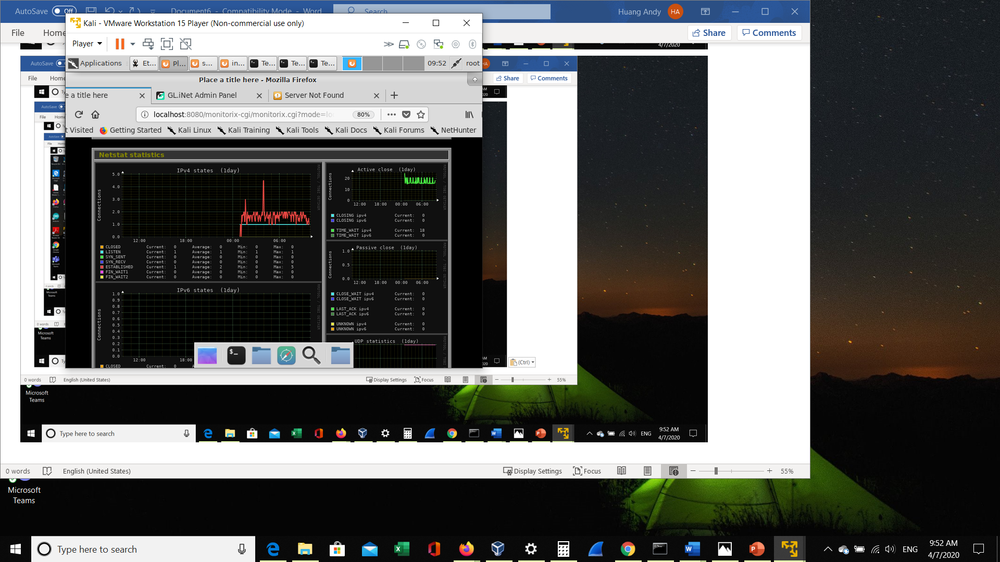 AutoSave Off Document6 - Compatibility Mode - Word Search Huang Andy HA
File Home Share Comments
Kali - VMware Workstation 15 Player (Non-commercial use only)
Player
Applications Et... Pl... s... in... Te... Te... Te... 09:52 root
Place a title here - Mozilla Firefox
e a title here GL.iNet Admin Panel Server Not Found
localhost:8080/monitorix-cgi/monitorix.cgi?mode=lo 80%
t Visited Getting Started Kali Linux Kali Training Kali Tools Kali Docs Kali Forums NetHunter
Netstat statistics
IPv4 states (1day)
Connections
5.0
4.0
3.0
2.0
1.0
0.0
12:00 18:00 00:00 06:00
CLOSED Current: 0 Average: 0 Min: 0 Max: 0
LISTEN Current: 1 Average: 1 Min: 1 Max: 1
SYN_SENT Current: 0 Average: 0 Min: 0 Max: 0
SYN_RECV Current: 0 Average: 0 Min: 0 Max: 0
ESTABLISHED Current: 1 Average: 2 Min: 0 Max: 5
FIN_WAIT1 Current: 0 Average: 0 Min: 0 Max: 0
FIN_WAIT2 Current: 0 Average: 0 Min: 0 Max: 0
IPv6 states (1day)
Connections
1.0
0.9
0.8
0.7
0.6
0.5
0.4
0.3
0.2
0.1
0.0
12:00 18:00
CLOSED Current: 0
Active close (1day)
Connections
20
10
0
12:00 18:00 00:00 06:00
CLOSING ipv4 Current: 0
CLOSING ipv6 Current: 0
TIME_WAIT ipv4 Current: 18
TIME_WAIT ipv6 Current: 0
Passive close (1day)
Connections
1.0
0.5
0.0
12:00 18:00 00:00 06:00
CLOSE_WAIT ipv4 Current: 0
CLOSE_WAIT ipv6 Current: 0
LAST_ACK ipv4 Current: 0
LAST_ACK ipv6 Current: 0
UNKNOWN ipv4 Current: 0
UNKNOWN ipv6 Current: 0
UDP statistics (1day)
4/7/2020
AutoSave
File Home Share Comments
AutoSave
File Hom
0 words
Microsoft
Teams
(Ctrl)
0 words English (United States) Display Settings Focus 55%
Microsoft
Teams
Type here to search ENG 9:52 AM
4/7/2020
0 words English (United States) Display Settings Focus 55%
Microsoft
Teams
Type here to search ENG 9:52 AM
4/7/2020